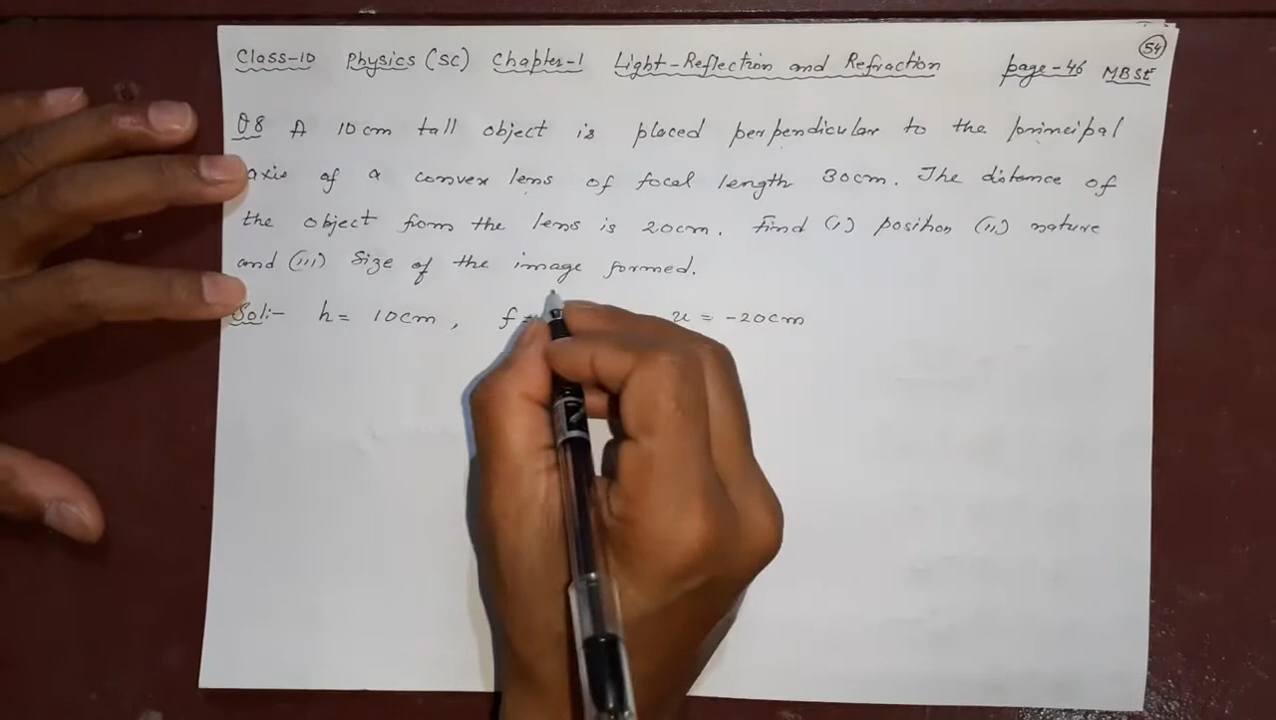 54
Class-10 Physics (SC) Chapter-1 Light-Reflection and Refraction page-46 MBSE
Q8 A 10cm tall object is placed perpendicular to the principal
axis of a convex lens of focal length 30cm. The distance of
the object from the lens is 20cm. Find (i) position (ii) nature
and (iii) Size of the image formed.
Sol:- h = 10cm, f = u = -20cm